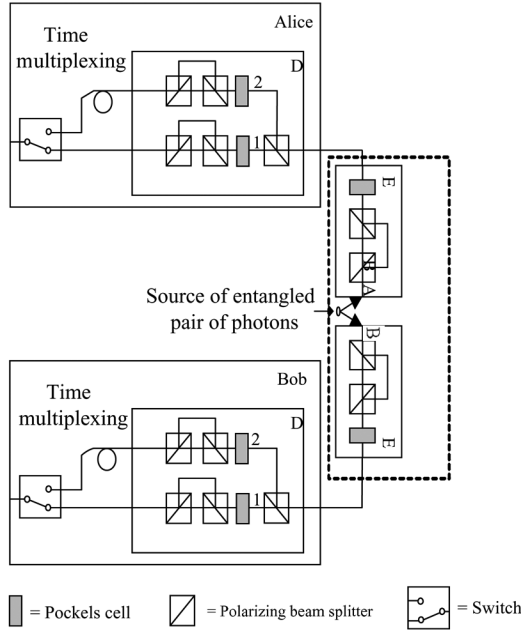 Alice
Time
multiplexing
D
2
1
E
B
A
Source of entangled
pair of photons
B
E
Bob
Time
multiplexing
D
2
1
= Pockels cell
= Polarizing beam splitter
= Switch